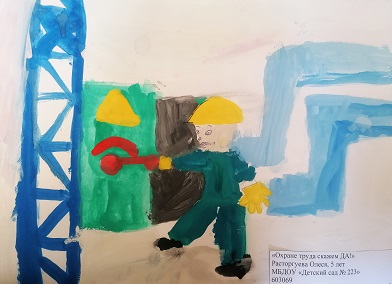 «Охране труда скажем ДА!»
Расторгуева Олеся, 5 лет
МБДОУ «Детский сад № 223»
603069